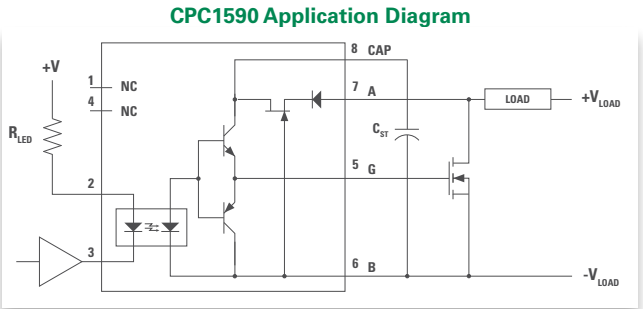 CPC1590 Application Diagram
8 CAP
+V
1 NC
7 A
4 NC
LOAD
+VLOAD
RLED
CST
5 G
2
3
6 B
-VLOAD